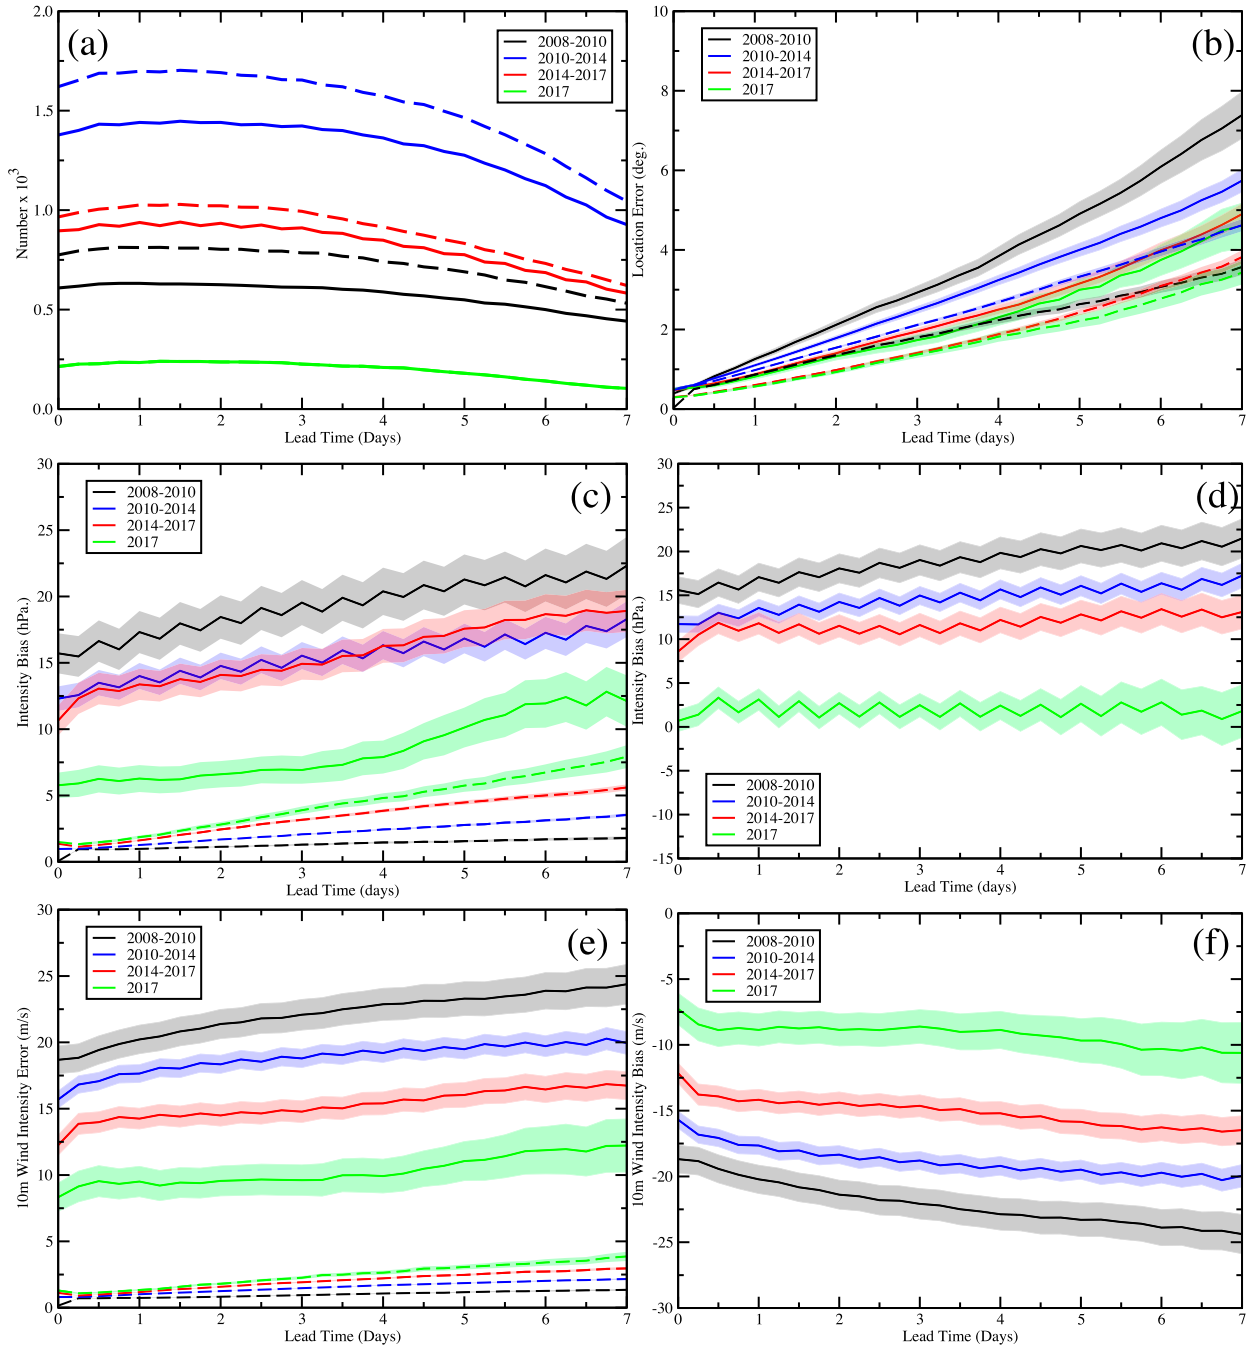 (a)
2008-2010
2010-2014
2014-2017
2017
Number x 10^3
2.0
1.5
1.0
0.5
0.0
0 1 2 3 4 5 6 7
Lead Time (Days)
(b)
2008-2010
2010-2014
2014-2017
2017
Location Error (deg.)
10
8
6
4
2
0
0 1 2 3 4 5 6 7
Lead Time (days)
(c)
2008-2010
2010-2014
2014-2017
2017
Intensity Bias (hPa.)
30
25
20
15
10
5
0
0 1 2 3 4 5 6 7
Lead Time (days)
(d)
2008-2010
2010-2014
2014-2017
2017
Intensity Bias (hPa.)
30
25
20
15
10
5
0
-5
-10
-15
0 1 2 3 4 5 6 7
Lead Time (days)
(e)
2008-2010
2010-2014
2014-2017
2017
10m Wind Intensity Error (m/s)
30
25
20
15
10
5
0
0 1 2 3 4 5 6 7
Lead Time (Days)
(f)
2008-2010
2010-2014
2014-2017
2017
10m Wind Intensity Bias (m/s)
0
-5
-10
-15
-20
-25
-30
0 1 2 3 4 5 6 7
Lead Time (Days)